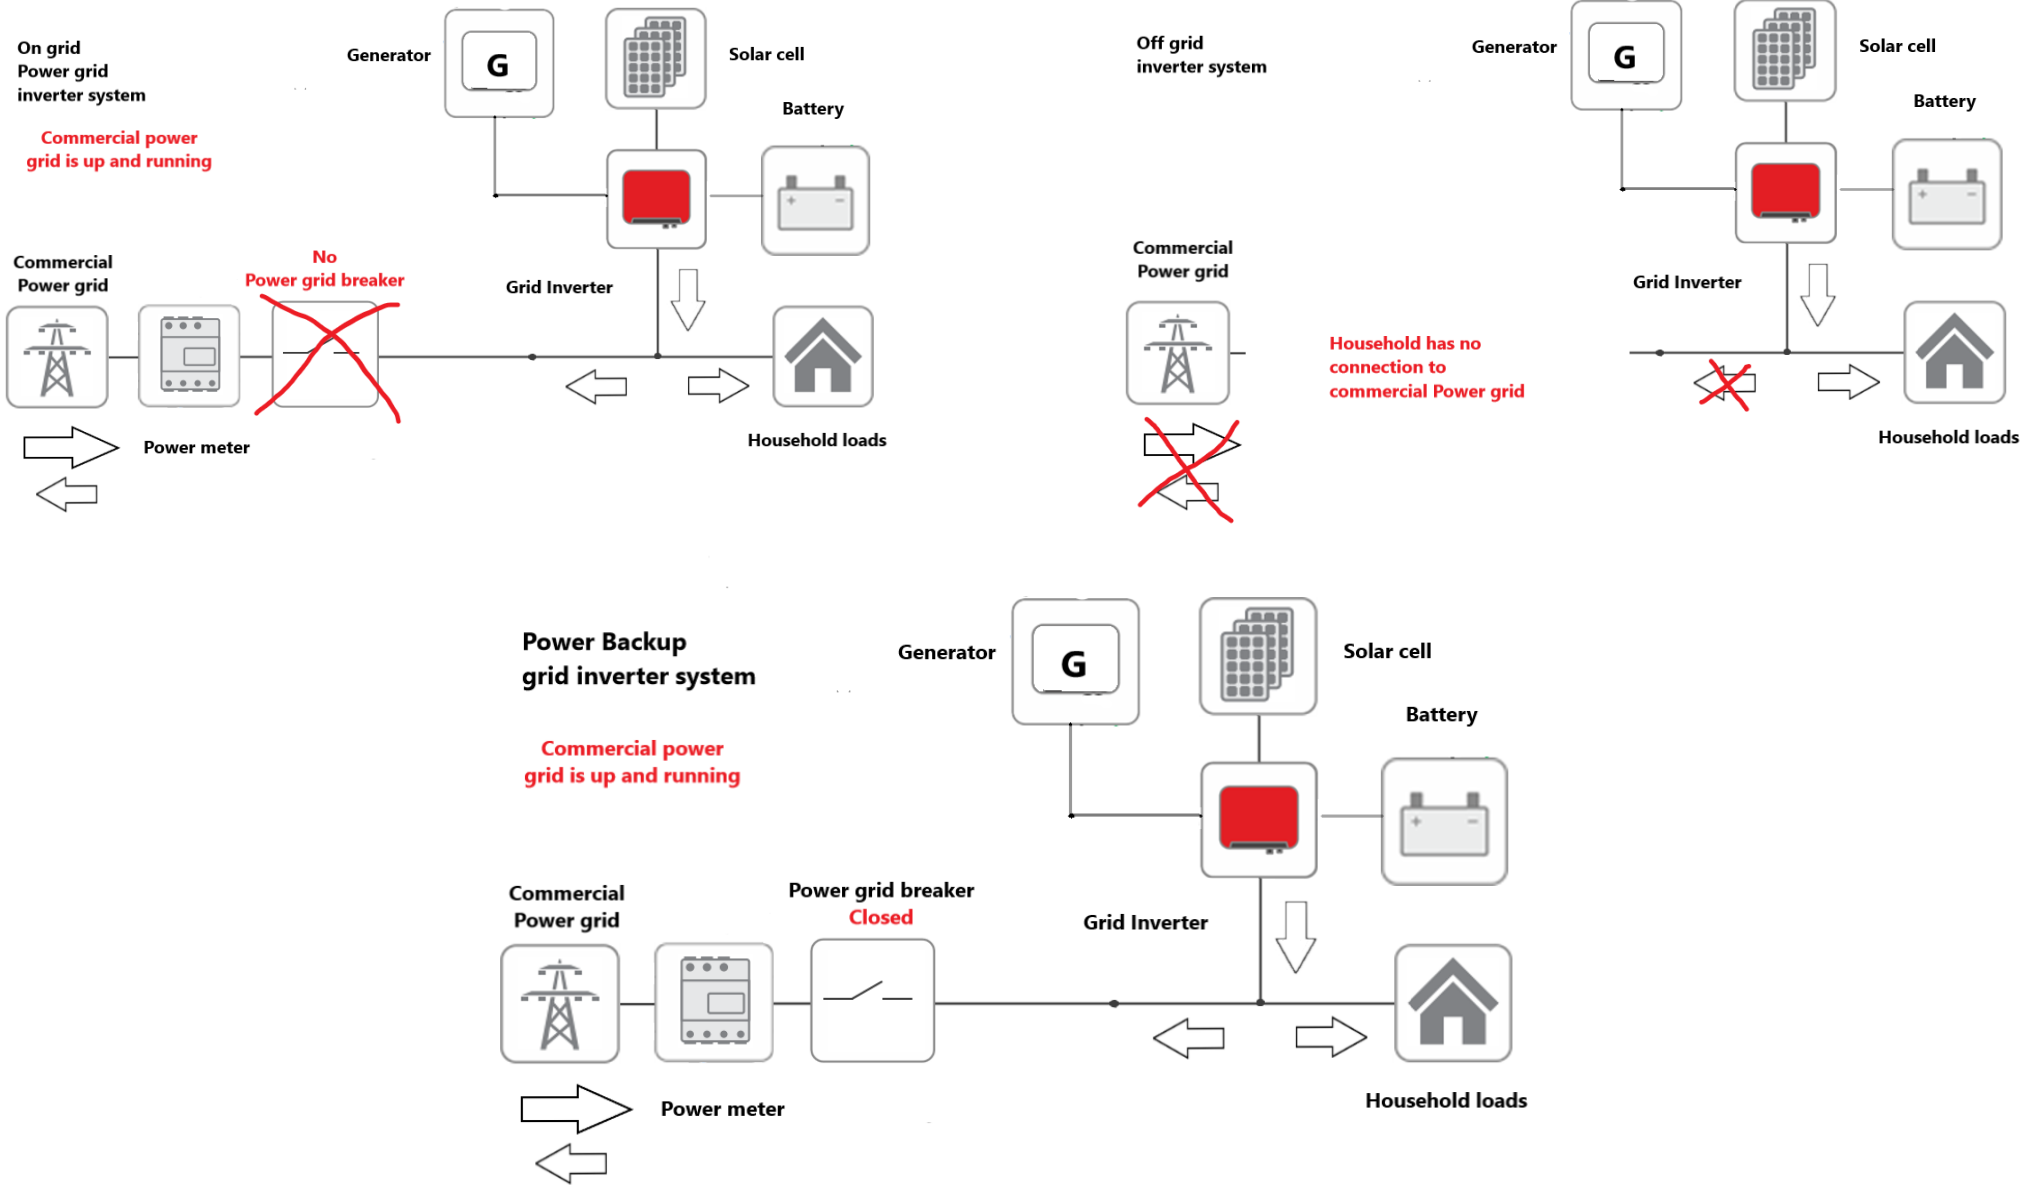 On grid
Power grid
inverter system
Commercial power
grid is up and running
Generator
G
Solar cell
Battery
Commercial
Power grid
No
Power grid breaker
Grid Inverter
+ −
Power meter
Household loads
Off grid
inverter system
Generator
G
Solar cell
Battery
+ −
Commercial
Power grid
Grid Inverter
Household has no
connection to
commercial Power grid
Household loads
Power Backup
grid inverter system
Commercial power
grid is up and running
Generator
G
Solar cell
Battery
+ −
Commercial
Power grid
Power grid breaker
Closed
Grid Inverter
Power meter
Household loads